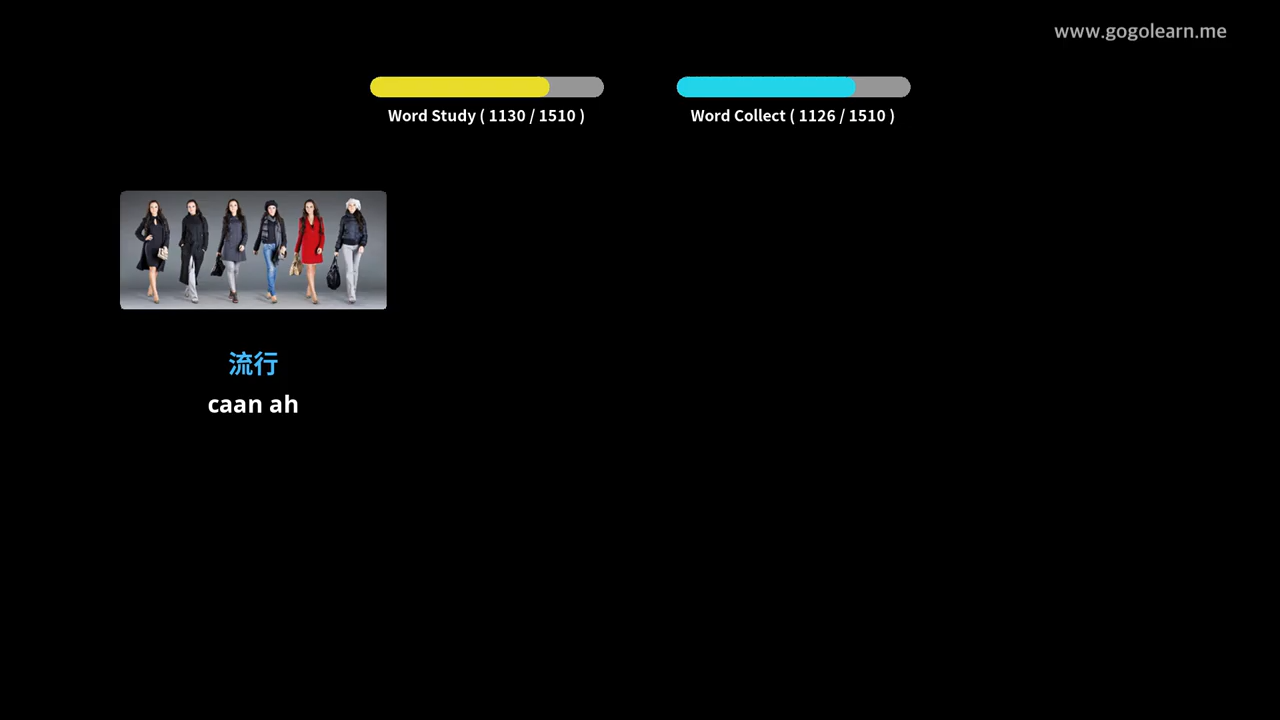 www.gogolearn.me
Word Study ( 1130 / 1510 )
Word Collect ( 1126 / 1510 )
流行
caan ah